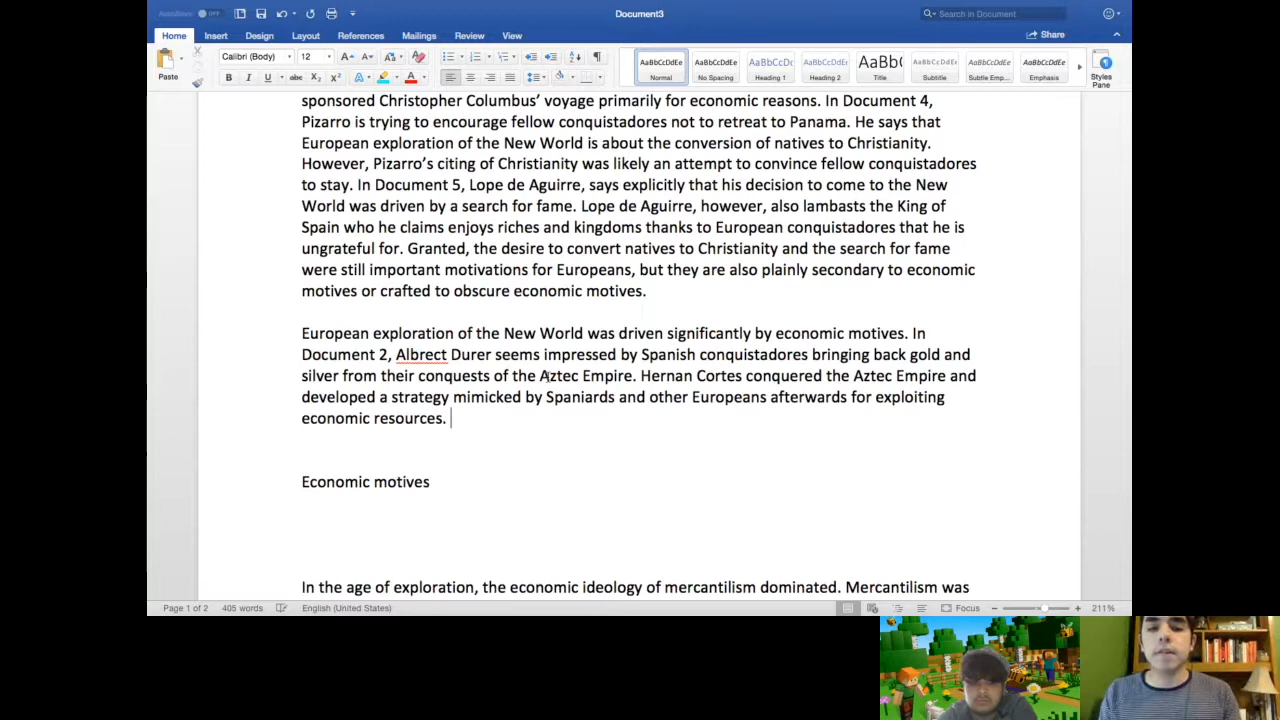 AutoSave OFF
Document3
Search in Document
Home Insert Design Layout References Mailings Review View
Share
Paste
Calibri (Body) 12
B I U abc X₂ X²
AaBbCcDdEe AaBbCcDdEe AaBbCcDc AaBbCcDdEe AaBbC AaBbCcDdEe AaBbCcDdEe AaBbCcDdEe
Normal No Spacing Heading 1 Heading 2 Title Subtitle Subtle Emp... Emphasis
Styles Pane
sponsored Christopher Columbus’ voyage primarily for economic reasons. In Document 4,
Pizarro is trying to encourage fellow conquistadores not to retreat to Panama. He says that
European exploration of the New World is about the conversion of natives to Christianity.
However, Pizarro’s citing of Christianity was likely an attempt to convince fellow conquistadores
to stay. In Document 5, Lope de Aguirre, says explicitly that his decision to come to the New
World was driven by a search for fame. Lope de Aguirre, however, also lambasts the King of
Spain who he claims enjoys riches and kingdoms thanks to European conquistadores that he is
ungrateful for. Granted, the desire to convert natives to Christianity and the search for fame
were still important motivations for Europeans, but they are also plainly secondary to economic
motives or crafted to obscure economic motives.
European exploration of the New World was driven significantly by economic motives. In
Document 2, Albrect Durer seems impressed by Spanish conquistadores bringing back gold and
silver from their conquests of the Aztec Empire. Hernan Cortes conquered the Aztec Empire and
developed a strategy mimicked by Spaniards and other Europeans afterwards for exploiting
economic resources.
Economic motives
In the age of exploration, the economic ideology of mercantilism dominated. Mercantilism was
Page 1 of 2 405 words English (United States) Focus 211%